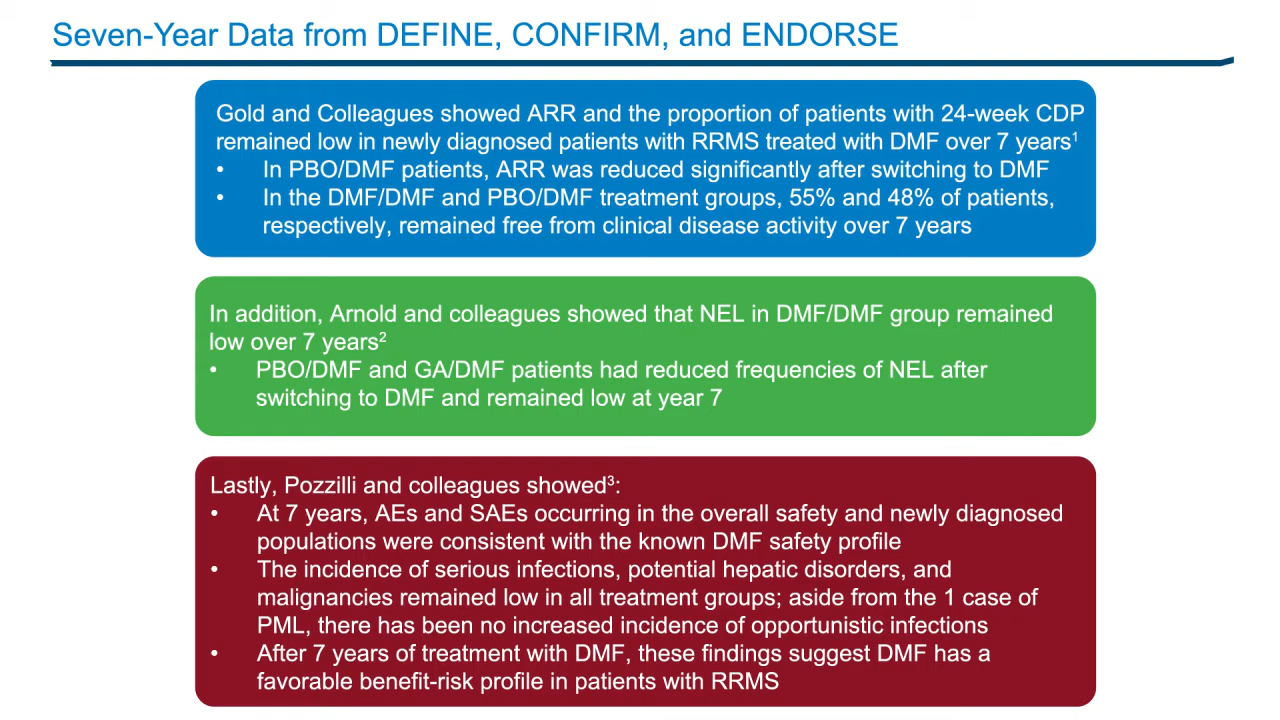 Seven-Year Data from DEFINE, CONFIRM, and ENDORSE
Gold and Colleagues showed ARR and the proportion of patients with 24-week CDP
remained low in newly diagnosed patients with RRMS treated with DMF over 7 years¹
• In PBO/DMF patients, ARR was reduced significantly after switching to DMF
• In the DMF/DMF and PBO/DMF treatment groups, 55% and 48% of patients,
respectively, remained free from clinical disease activity over 7 years
In addition, Arnold and colleagues showed that NEL in DMF/DMF group remained
low over 7 years²
• PBO/DMF and GA/DMF patients had reduced frequencies of NEL after
switching to DMF and remained low at year 7
Lastly, Pozzilli and colleagues showed³:
• At 7 years, AEs and SAEs occurring in the overall safety and newly diagnosed
populations were consistent with the known DMF safety profile
• The incidence of serious infections, potential hepatic disorders, and
malignancies remained low in all treatment groups; aside from the 1 case of
PML, there has been no increased incidence of opportunistic infections
• After 7 years of treatment with DMF, these findings suggest DMF has a
favorable benefit-risk profile in patients with RRMS